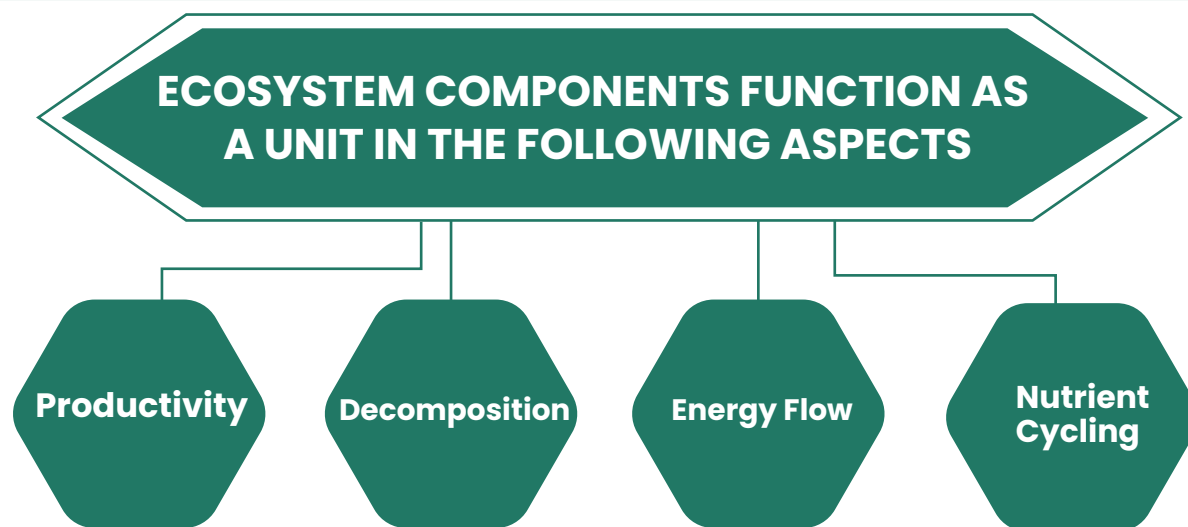 ECOSYSTEM COMPONENTS FUNCTION AS
A UNIT IN THE FOLLOWING ASPECTS
Productivity
Decomposition
Energy Flow
Nutrient
Cycling